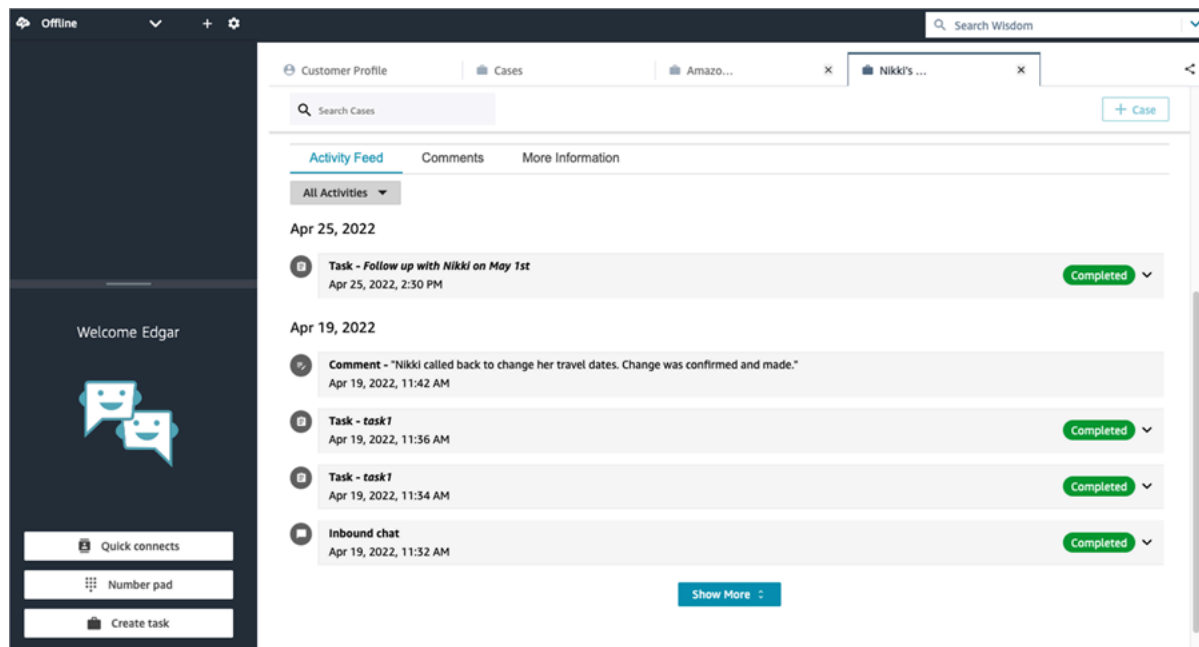 Offline
Search Wisdom
Customer Profile
Cases
Amazo...
Nikki's ...
Search Cases
+ Case
Activity Feed
Comments
More Information
All Activities
Apr 25, 2022
Task - Follow up with Nikki on May 1st
Apr 25, 2022, 2:30 PM
Completed
Apr 19, 2022
Comment - "Nikki called back to change her travel dates. Change was confirmed and made."
Apr 19, 2022, 11:42 AM
Task - task1
Apr 19, 2022, 11:36 AM
Completed
Task - task1
Apr 19, 2022, 11:34 AM
Completed
Inbound chat
Apr 19, 2022, 11:32 AM
Completed
Show More
Welcome Edgar
Quick connects
Number pad
Create task